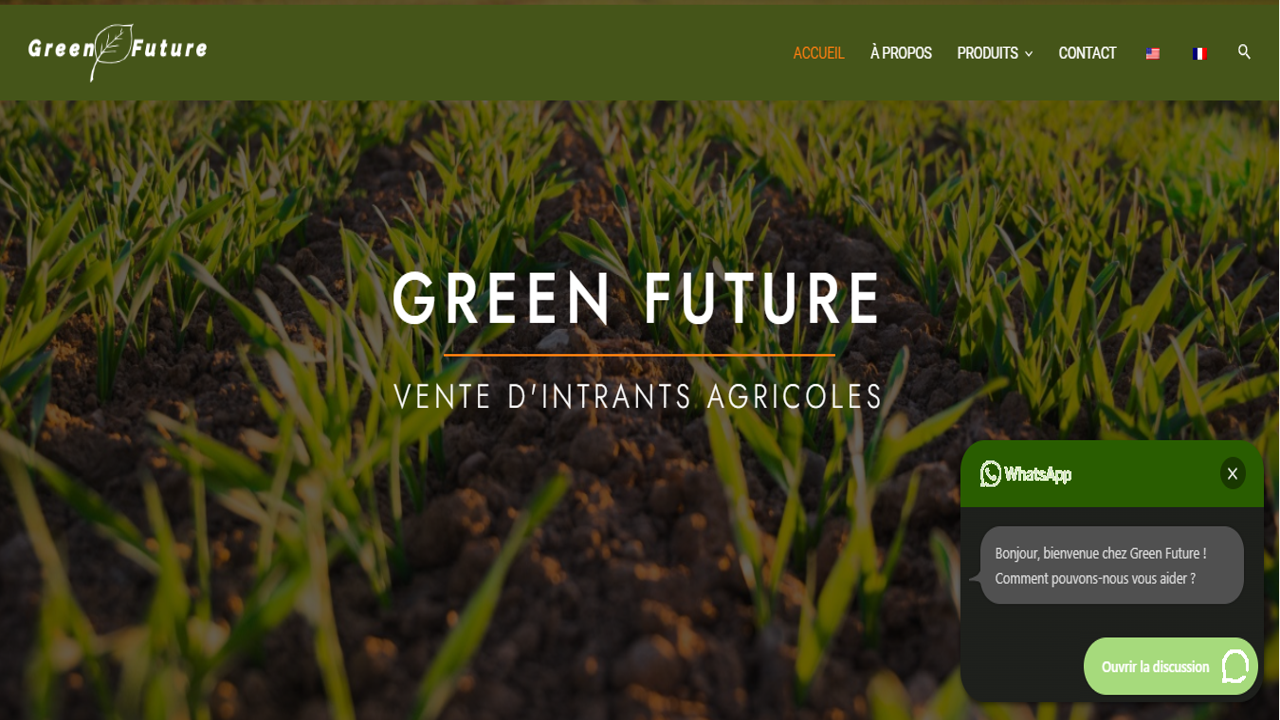 Green Future
ACCUEIL
À PROPOS
PRODUITS
CONTACT
GREEN FUTURE
VENTE D'INTRANTS AGRICOLES
WhatsApp
X
Bonjour, bienvenue chez Green Future !
Comment pouvons-nous vous aider ?
Ouvrir la discussion